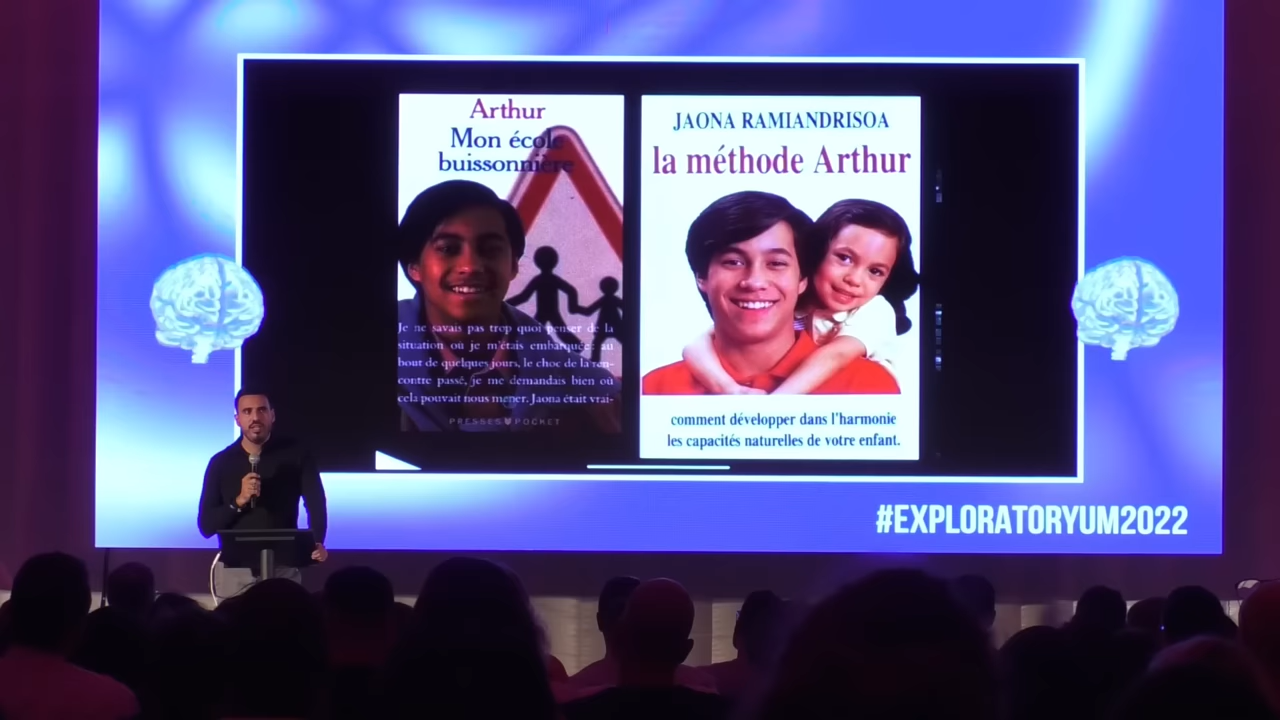 Arthur
Mon école
buissonnière
Je ne savais pas trop quoi penser de la
situation où je m'étais embarquée: au
bout de quelques jours, le choc de la ren-
contre passé, je me demandais bien où
cela pouvait nous mener. Jaona était vrai-
PRESSES POCKET
JAONA RAMIANDRISOA
la méthode Arthur
comment développer dans l'harmonie
les capacités naturelles de votre enfant.
#EXPLORATORYUM2022